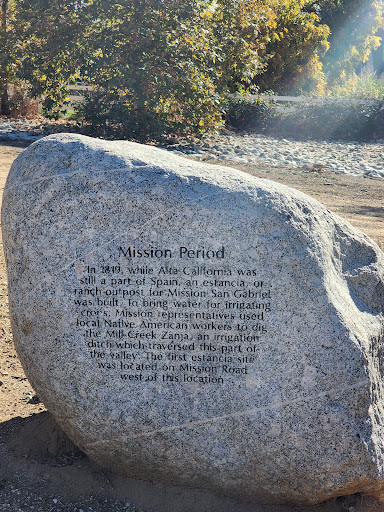 Mission Period
In 1819, while Alta California was
still a part of Spain, an estancia, or
ranch outpost for Mission San Gabriel
was built. To bring water for irrigating
crops, Mission representatives used
local Native American workers to dig
the Mill Creek Zanja, an irrigation
ditch which traversed this part of
the valley. The first estancia site
was located on Mission Road
west of this location